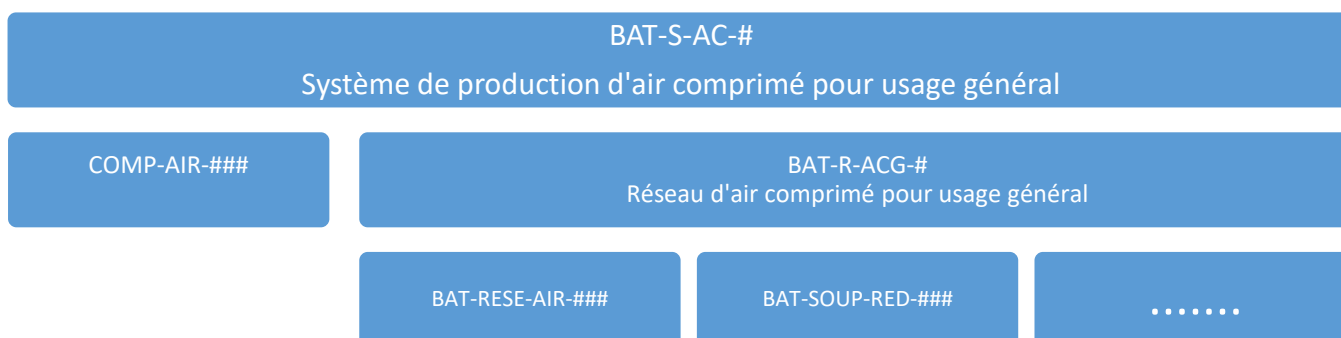 BAT-S-AC-#
Système de production d'air comprimé pour usage général
COMP-AIR-###
BAT-R-ACG-#
Réseau d'air comprimé pour usage général
BAT-RESE-AIR-###
BAT-SOUP-RED-###
.......